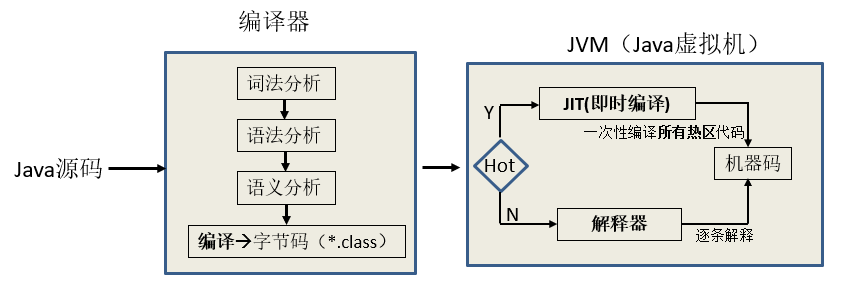 编译器
JVM（Java虚拟机）
Java源码
词法分析
语法分析
语义分析
编译→字节码（*.class）
Hot
Y
JIT(即时编译)
一次性编译所有热区代码
机器码
N
解释器
逐条解释